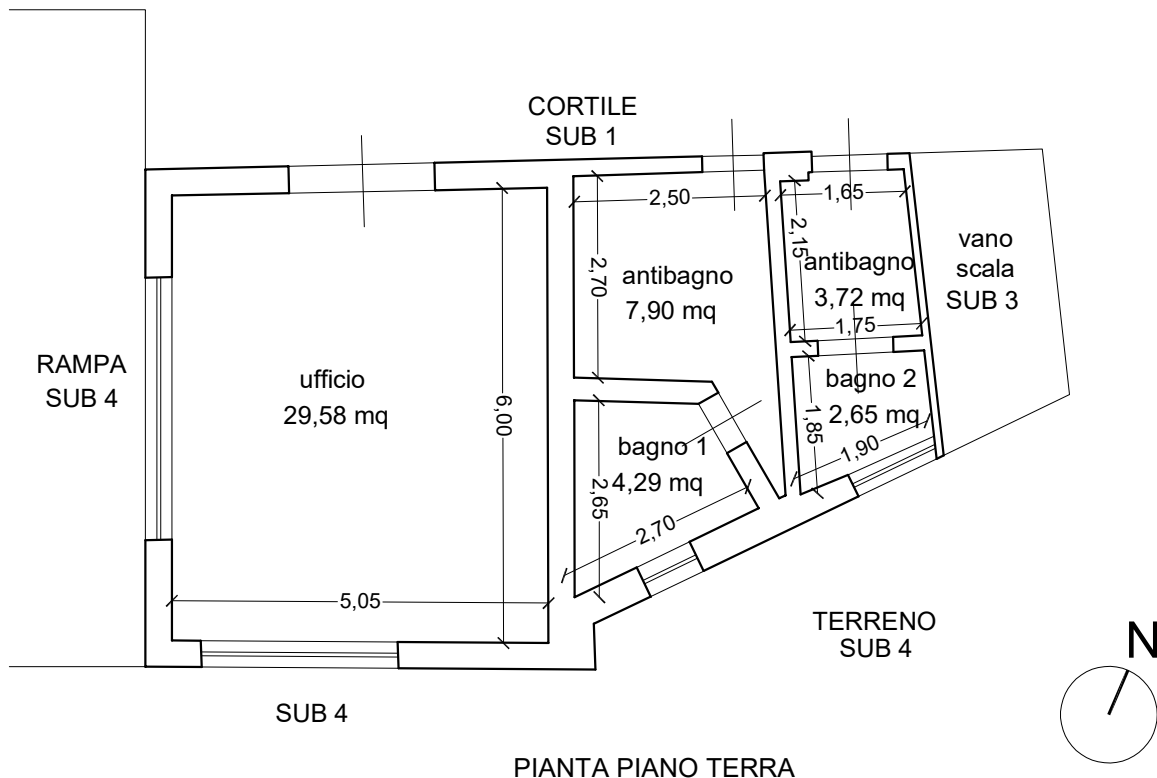 CORTILE
SUB 1
2,50
1,65
2,15
vano
scala
SUB 3
antibagno
7,90 mq
antibagno
3,72 mq
2,70
1,75
RAMPA
SUB 4
ufficio
29,58 mq
6,00
bagno 2
2,65 mq
1,85
1,90
bagno 1
4,29 mq
2,65
2,70
5,05
TERRENO
SUB 4
N
SUB 4
PIANTA PIANO TERRA